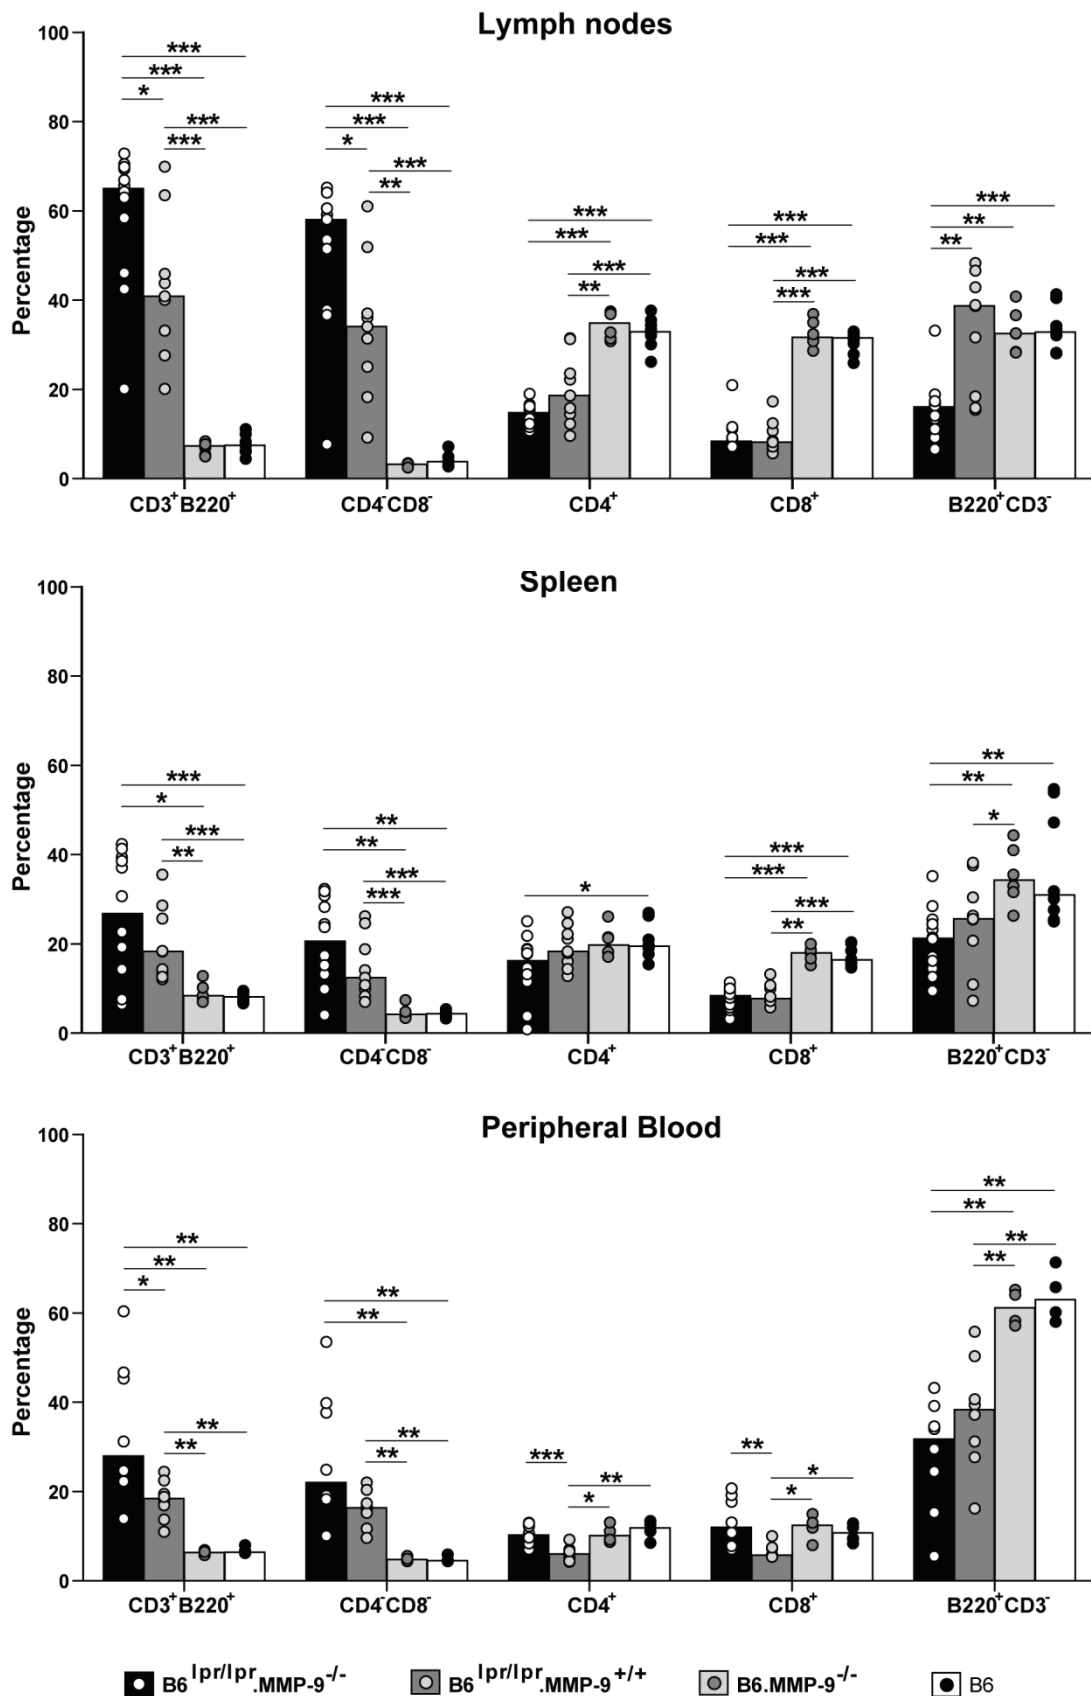 Lymph nodes
Percentage
100
80
60
40
20
0
*** *** * *** ***
*** *** * *** **
*** *** *** **
*** *** *** ***
*** ** **
CD3⁺B220⁺ CD4⁻CD8⁻ CD4⁺ CD8⁺ B220⁺CD3⁻
Spleen
Percentage
100
80
60
40
20
0
*** * *** **
** ** *** ***
*
*** *** *** **
** ** *
CD3⁺B220⁺ CD4⁻CD8⁻ CD4⁺ CD8⁺ B220⁺CD3⁻
Peripheral Blood
Percentage
100
80
60
40
20
0
** ** * ** **
** ** ** **
*** ** *
** * *
** ** ** **
CD3⁺B220⁺ CD4⁻CD8⁻ CD4⁺ CD8⁺ B220⁺CD3⁻
B6 lpr/lpr .MMP-9⁻/⁻ B6 lpr/lpr .MMP-9⁺/⁺ B6.MMP-9⁻/⁻ B6